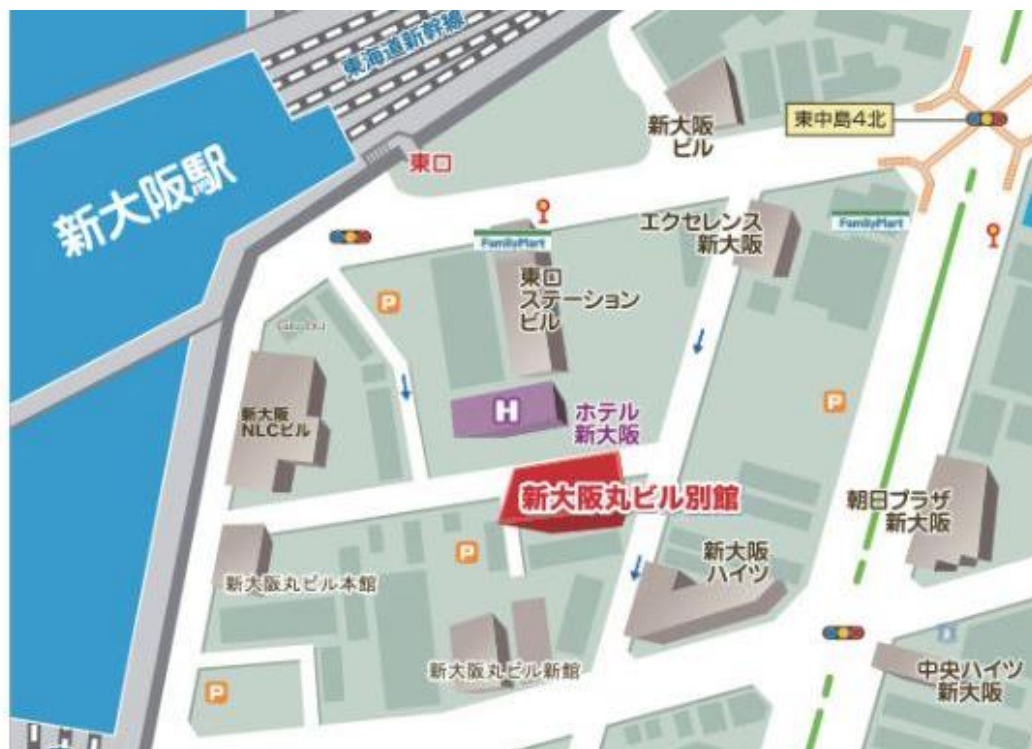 東海道新幹線
新大阪駅
東口
新大阪
ビル
東中島4北
エクセレンス
新大阪
FamilyMart
FamilyMart
東口
ステーション
ビル
P
新大阪
NLCビル
H
ホテル
新大阪
P
新大阪丸ビル別館
朝日プラザ
新大阪
P
新大阪
ハイツ
新大阪丸ビル本館
新大阪丸ビル新館
中央ハイツ
新大阪
P